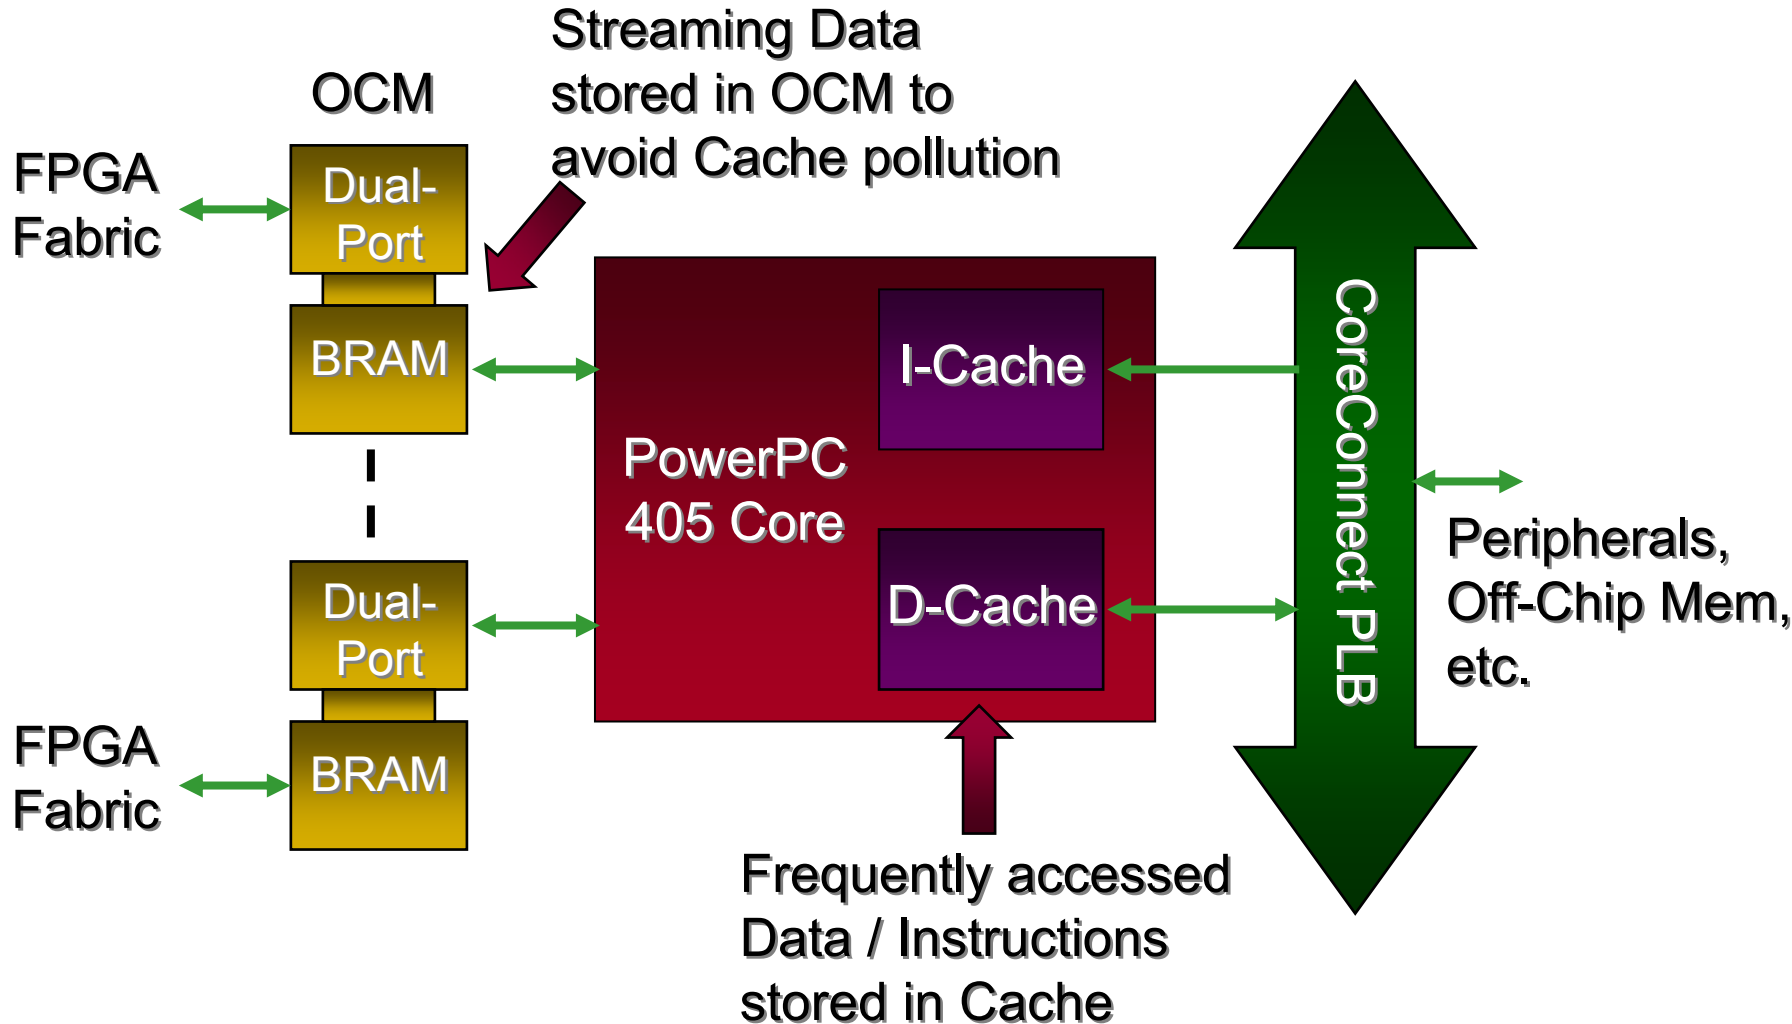 Streaming Data
stored in OCM to
avoid Cache pollution
OCM
FPGA
Fabric
Dual-
Port
BRAM
Dual-
Port
BRAM
FPGA
Fabric
PowerPC
405 Core
I-Cache
D-Cache
CoreConnect PLB
Peripherals,
Off-Chip Mem,
etc.
Frequently accessed
Data / Instructions
stored in Cache